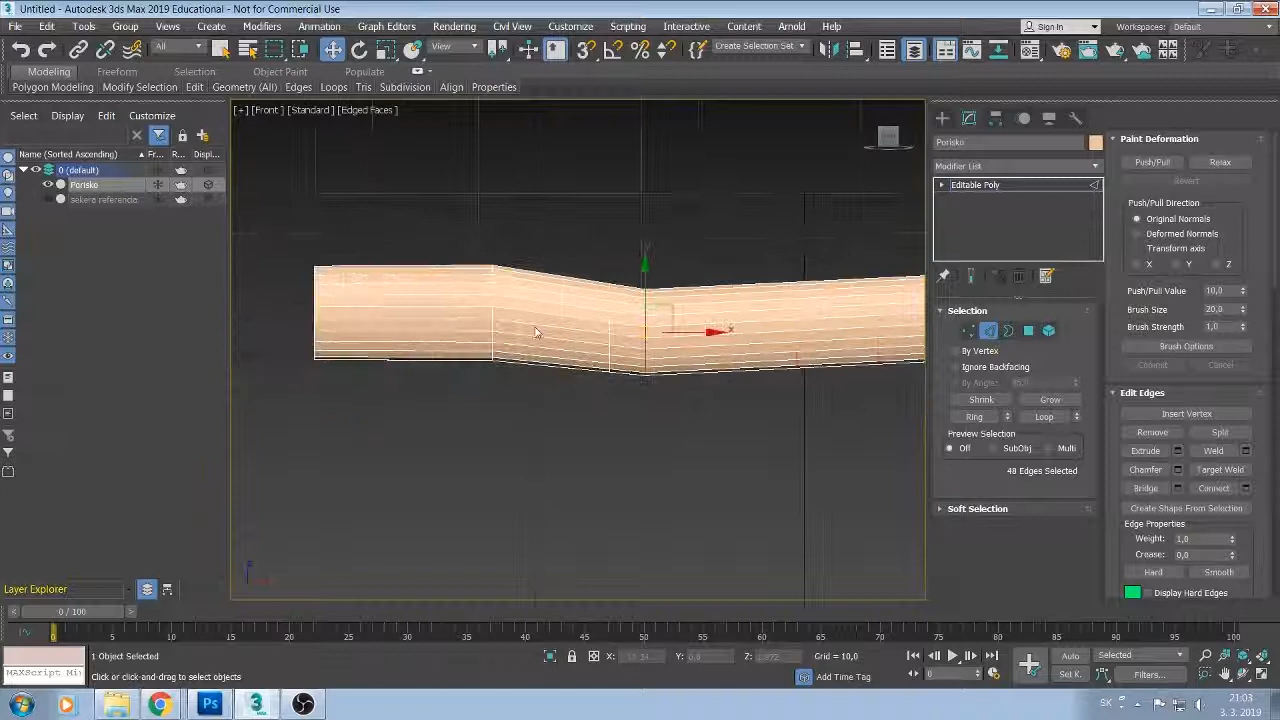 Untitled - Autodesk 3ds Max 2019 Educational - Not for Commercial Use
File Edit Tools Group Views Create Modifiers Animation Graph Editors Rendering Civil View Customize Scripting Interactive Content Arnold Help
Sign In Workspaces: Default
All View Create Selection Set
Modeling Freeform Selection Object Paint Populate
Polygon Modeling Modify Selection Edit Geometry (All) Edges Loops Tris Subdivision Align Properties
Select Display Edit Customize
[+] [Front] [Standard] [Edged Faces]
Name (Sorted Ascending) Fr... R... Displ...
0 (default)
Porisko
sekera referencia
Porisko
Modifier List
Editable Poly
Selection
By Vertex
Ignore Backfacing
By Angle:
Shrink Grow
Ring Loop
Preview Selection
Off SubObj Multi
48 Edges Selected
Soft Selection
Paint Deformation
Push/Pull Relax
Revert
Push/Pull Direction
Original Normals
Deformed Normals
Transform axis
X Y Z
Push/Pull Value 10,0
Brush Size 20,0
Brush Strength 1,0
Brush Options
Commit Cancel
Edit Edges
Insert Vertex
Remove Split
Extrude Weld
Chamfer Target Weld
Bridge Connect
Create Shape From Selection
Edge Properties
Weight: 1,0
Crease: 0,0
Hard Smooth
Display Hard Edges
Layer Explorer
0 / 100
0 5 10 15 20 25 30 35 40 45 50 55 60 65 70 75 80 85 90 95 100
1 Object Selected
X: Y: 0,0 Z: Grid = 10,0
Auto Selected
MAXScript Mi
Click or click-and-drag to select objects
Add Time Tag
0
Set K. Filters...
SK
21:03
3. 3. 2019